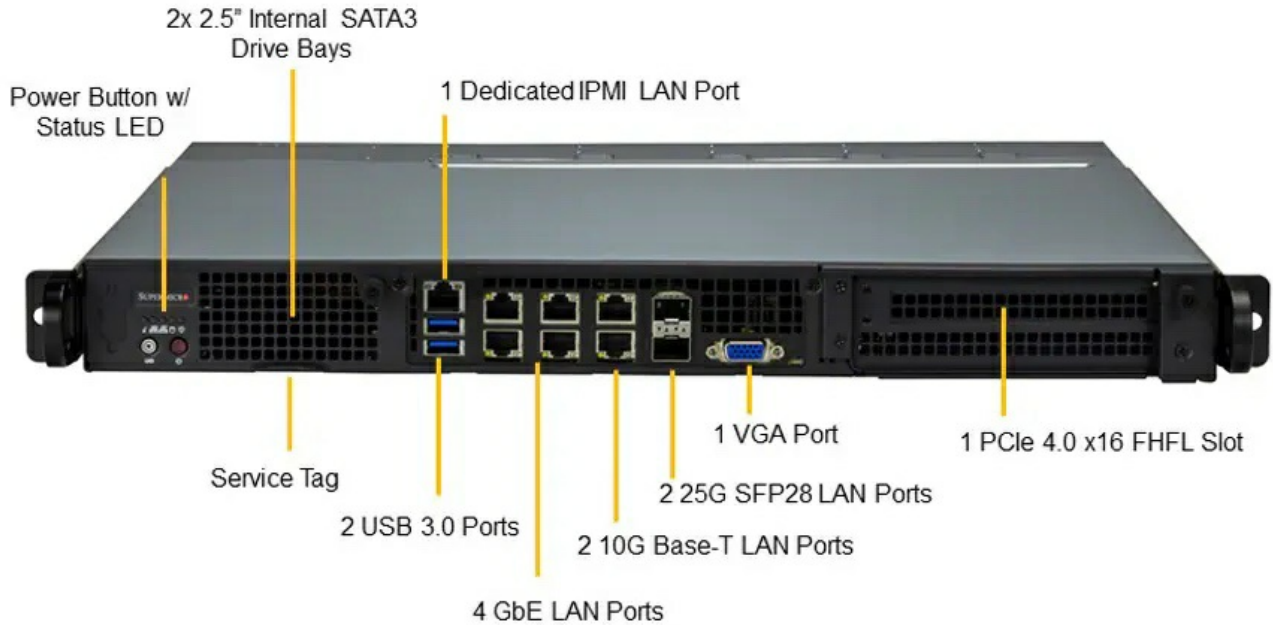 2x 2.5" Internal SATA3
Drive Bays
1 Dedicated IPMI LAN Port
Power Button w/
Status LED
SUPERMICRO
1 VGA Port
1 PCIe 4.0 x16 FHFL Slot
Service Tag
2 25G SFP28 LAN Ports
2 USB 3.0 Ports
2 10G Base-T LAN Ports
4 GbE LAN Ports